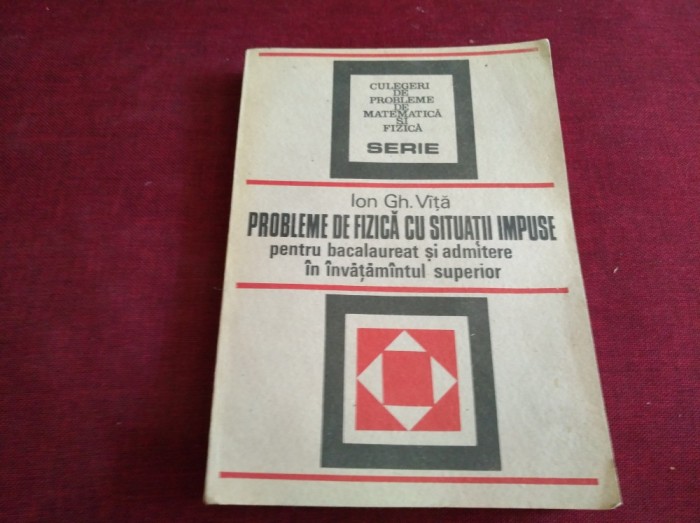 CULEGERI
DE
PROBLEME
DE
MATEMATICĂ
ŞI
FIZICĂ
SERIE
Ion Gh. Vîţă
PROBLEME DE FIZICĂ CU SITUAŢII IMPUSE
pentru bacalaureat şi admitere
în învăţămîntul superior